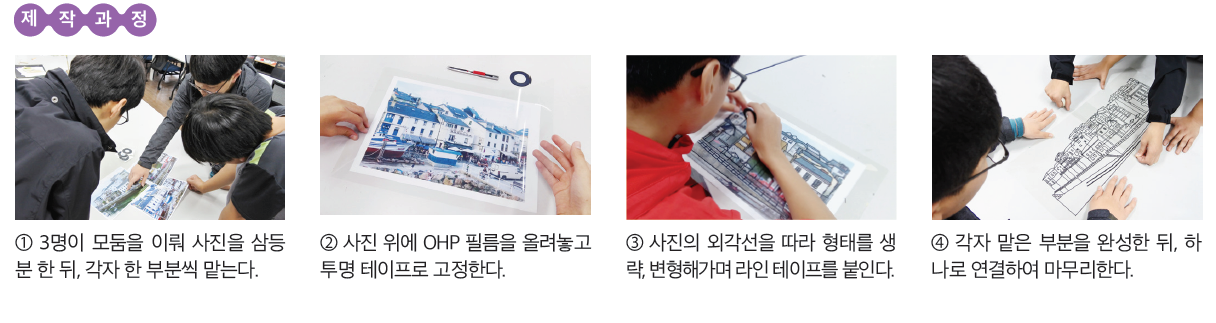 제작과정
① 3명이 모둠을 이뤄 사진을 삼등
분 한 뒤, 각자 한 부분씩 맡는다.
② 사진 위에 OHP 필름을 올려놓고
투명 테이프로 고정한다.
③ 사진의 외각선을 따라 형태를 생
략, 변형해가며 라인 테이프를 붙인다.
④ 각자 맡은 부분을 완성한 뒤, 하
나로 연결하여 마무리한다.